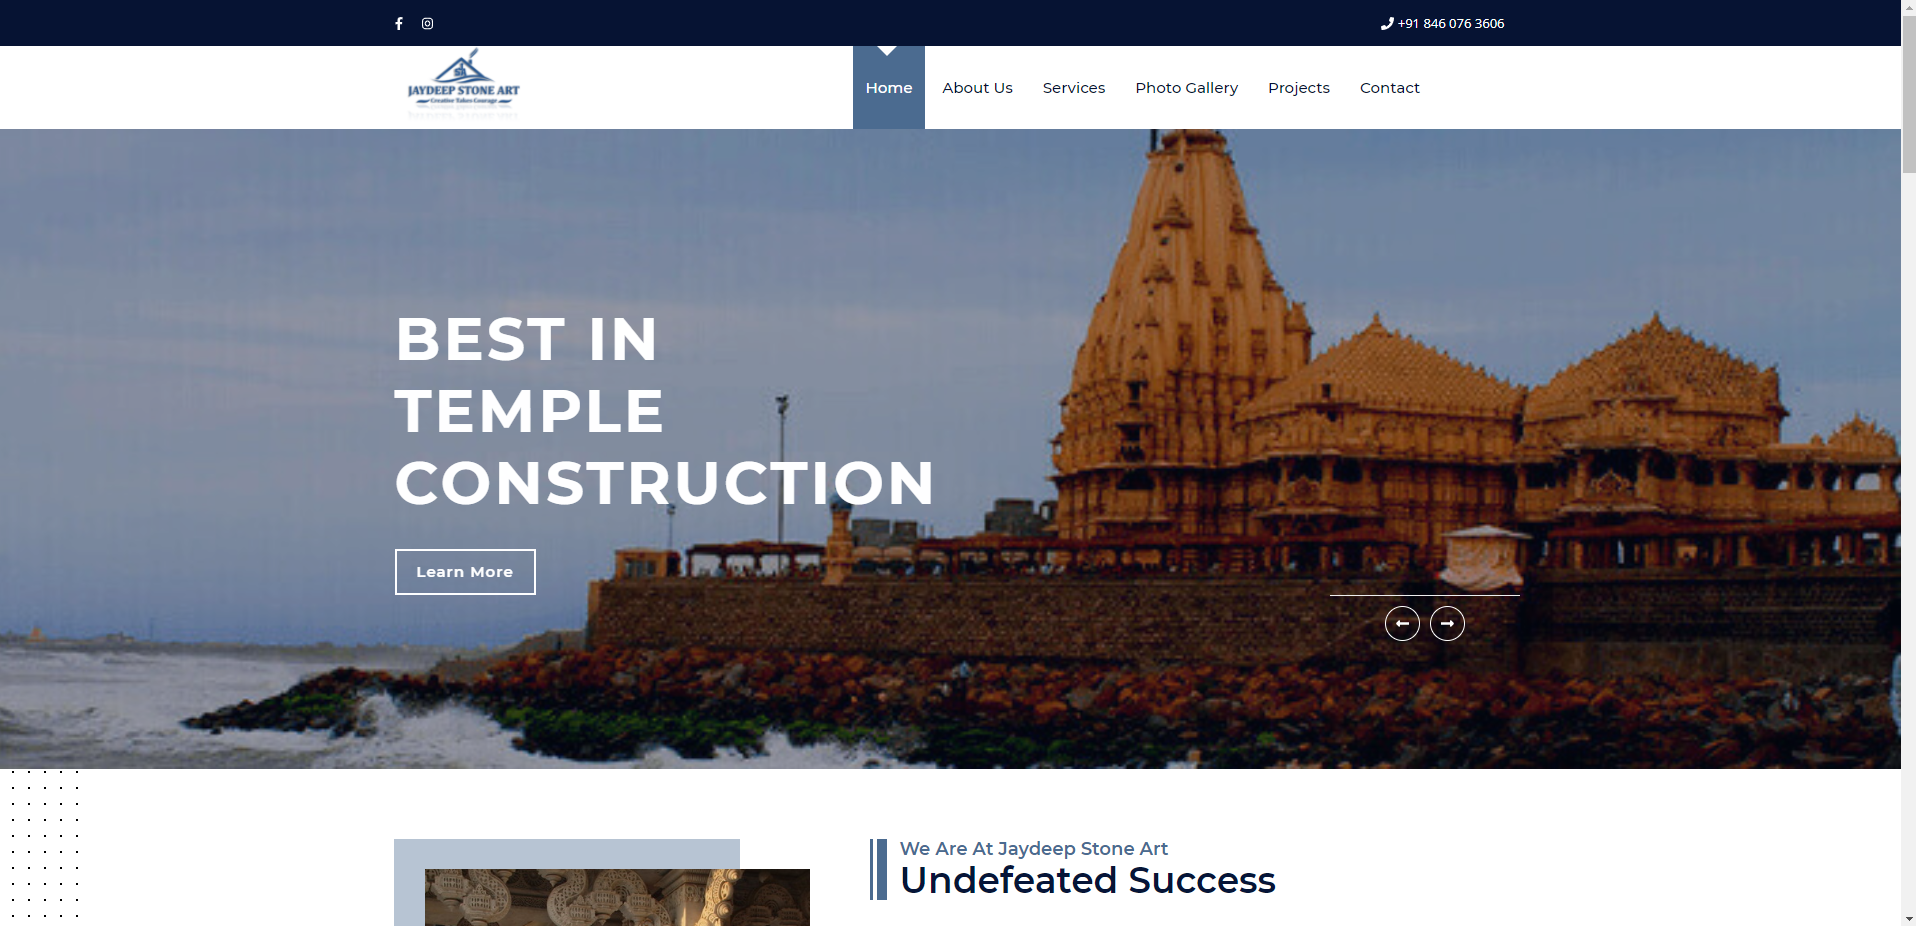 +91 846 076 3606
JAYDEEP STONE ART
Creative Takes Courage
Home
About Us
Services
Photo Gallery
Projects
Contact
BEST IN
TEMPLE
CONSTRUCTION
Learn More
We Are At Jaydeep Stone Art
Undefeated Success